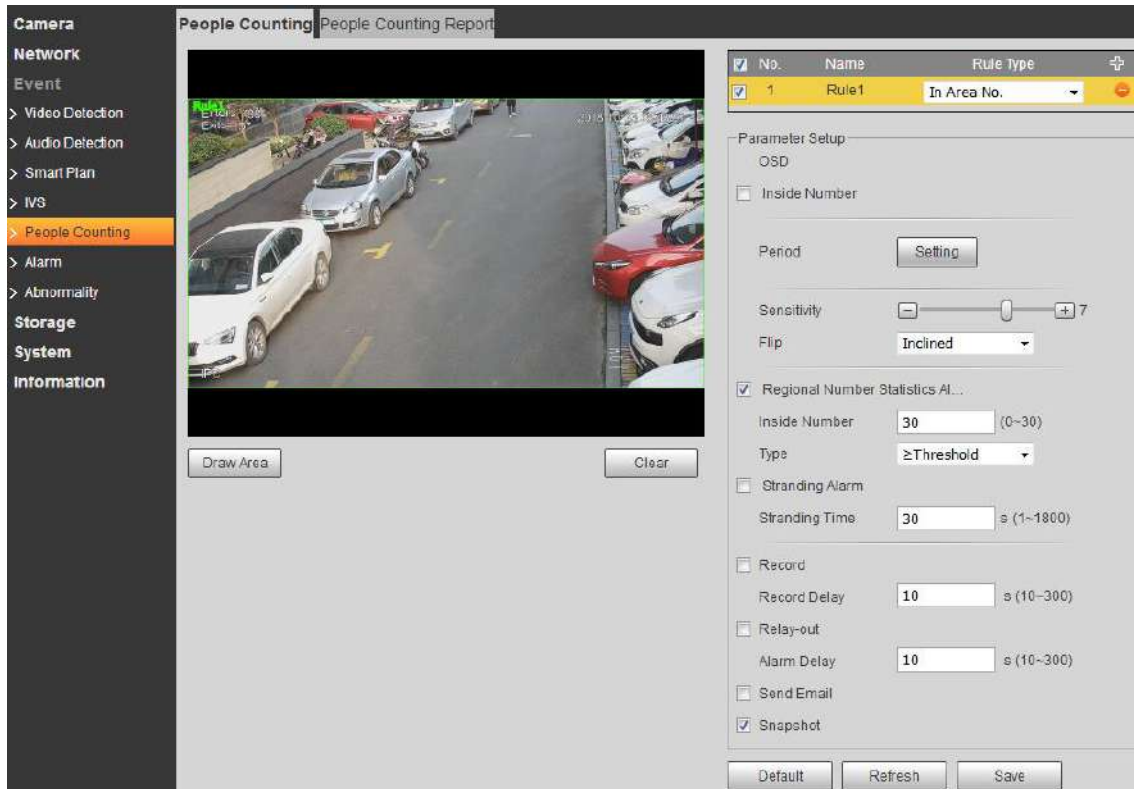 Camera
Network
Event
> Video Detection
> Audio Detection
> Smart Plan
> IVS
> People Counting
> Alarm
> Abnormality
Storage
System
Information
People Counting
People Counting Report
Rule1
IPC
Draw Area
Clear
No. Name Rule Type
1 Rule1 In Area No.
Parameter Setup
OSD
Inside Number
Period Setting
Sensitivity 7
Flip Inclined
Regional Number Statistics Al...
Inside Number 30 (0~30)
Type ≥Threshold
Stranding Alarm
Stranding Time 30 s (1~1800)
Record
Record Delay 10 s (10~300)
Relay-out
Alarm Delay 10 s (10~300)
Send Email
Snapshot
Default Refresh Save